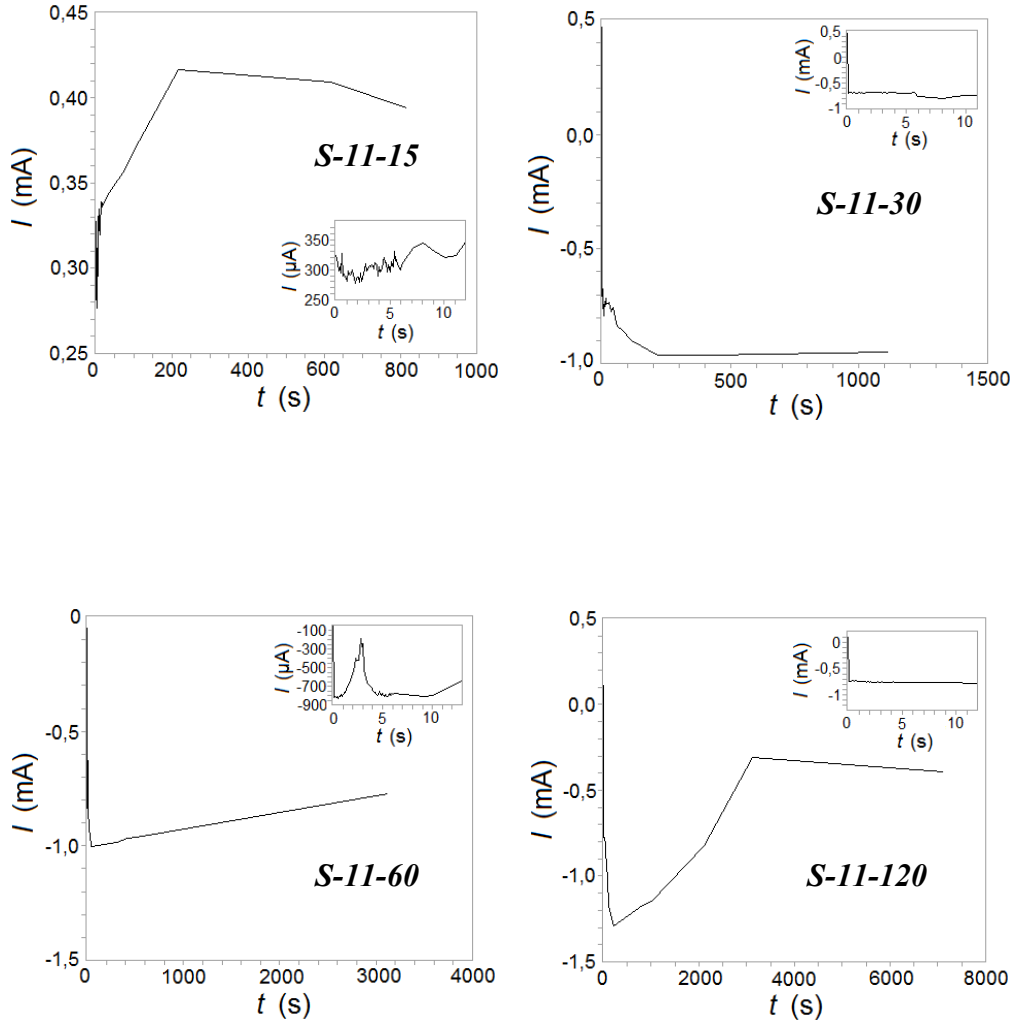 0,45
0,40
0,35
0,30
0,25
I (mA)
0 200 400 600 800 1000
t (s)
S-11-15
350
300
250
I (µA)
0 5 10
t (s)
0,5
0,0
-0,5
-1,0
I (mA)
0 500 1000 1500
t (s)
S-11-30
0,5
0
-0,5
-1
I (mA)
0 5 10
t (s)
0
-0,5
-1,0
-1,5
I (mA)
0 1000 2000 3000 4000
t (s)
S-11-60
-100
-300
-500
-700
-900
I (µA)
0 5 10
t (s)
0,5
0,0
-0,5
-1,0
-1,5
I (mA)
0 2000 4000 6000 8000
t (s)
S-11-120
0
-0,5
-1
I (mA)
0 5 10
t (s)